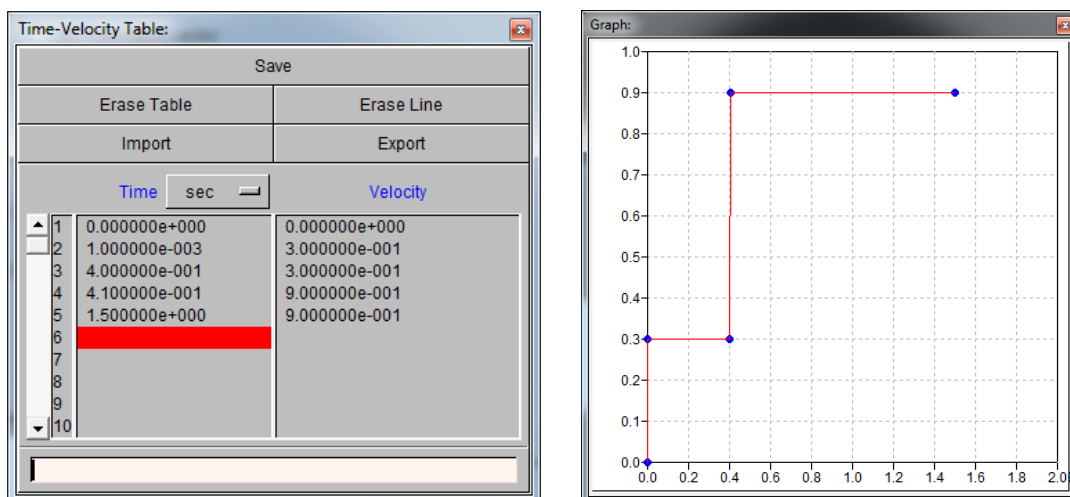 Time-Velocity Table:
Save
Erase Table Erase Line
Import Export
Time sec Velocity
1 0.000000e+000 0.000000e+000
2 1.000000e-003 3.000000e-001
3 4.000000e-001 3.000000e-001
4 4.100000e-001 9.000000e-001
5 1.500000e+000 9.000000e-001
6
7
8
9
10
Graph:
1.0
0.9
0.8
0.7
0.6
0.5
0.4
0.3
0.2
0.1
0.0
0.0 0.2 0.4 0.6 0.8 1.0 1.2 1.4 1.6 1.8 2.0